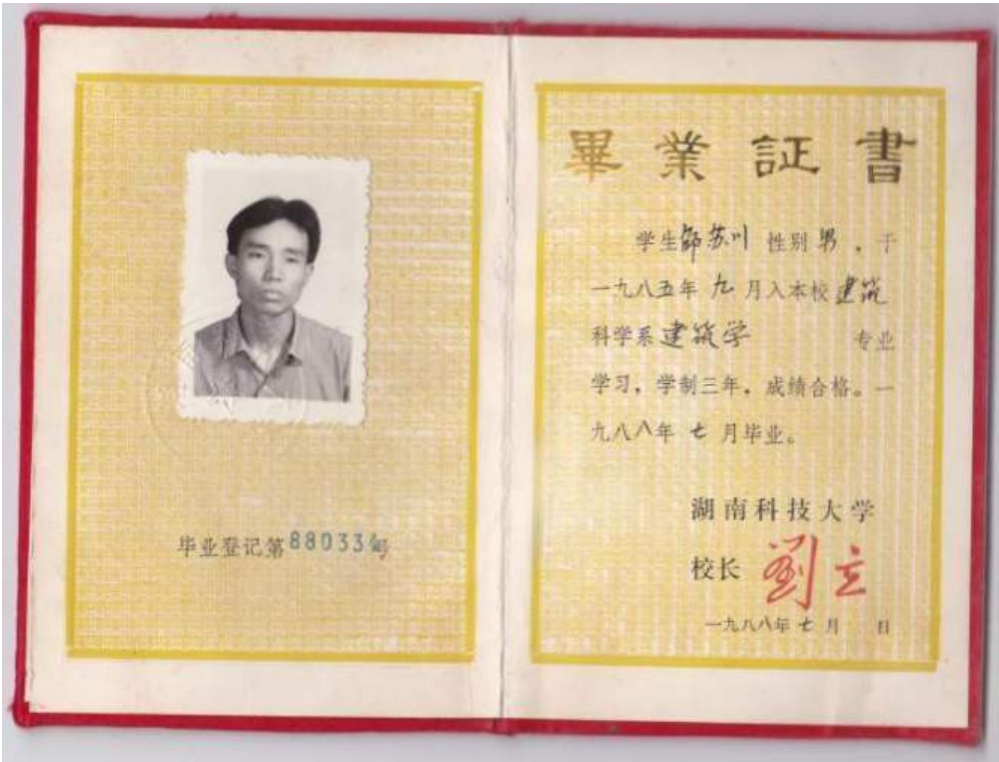 毕业登记第88033号
畢業証書
学生 苏川 性别男，于
一九八五年九月入本校建筑
科学系建筑学 专业
学习，学制三年，成绩合格。一
九八八年七月毕业。
湖南科技大学
校长 劉立
一九八八年七月 日